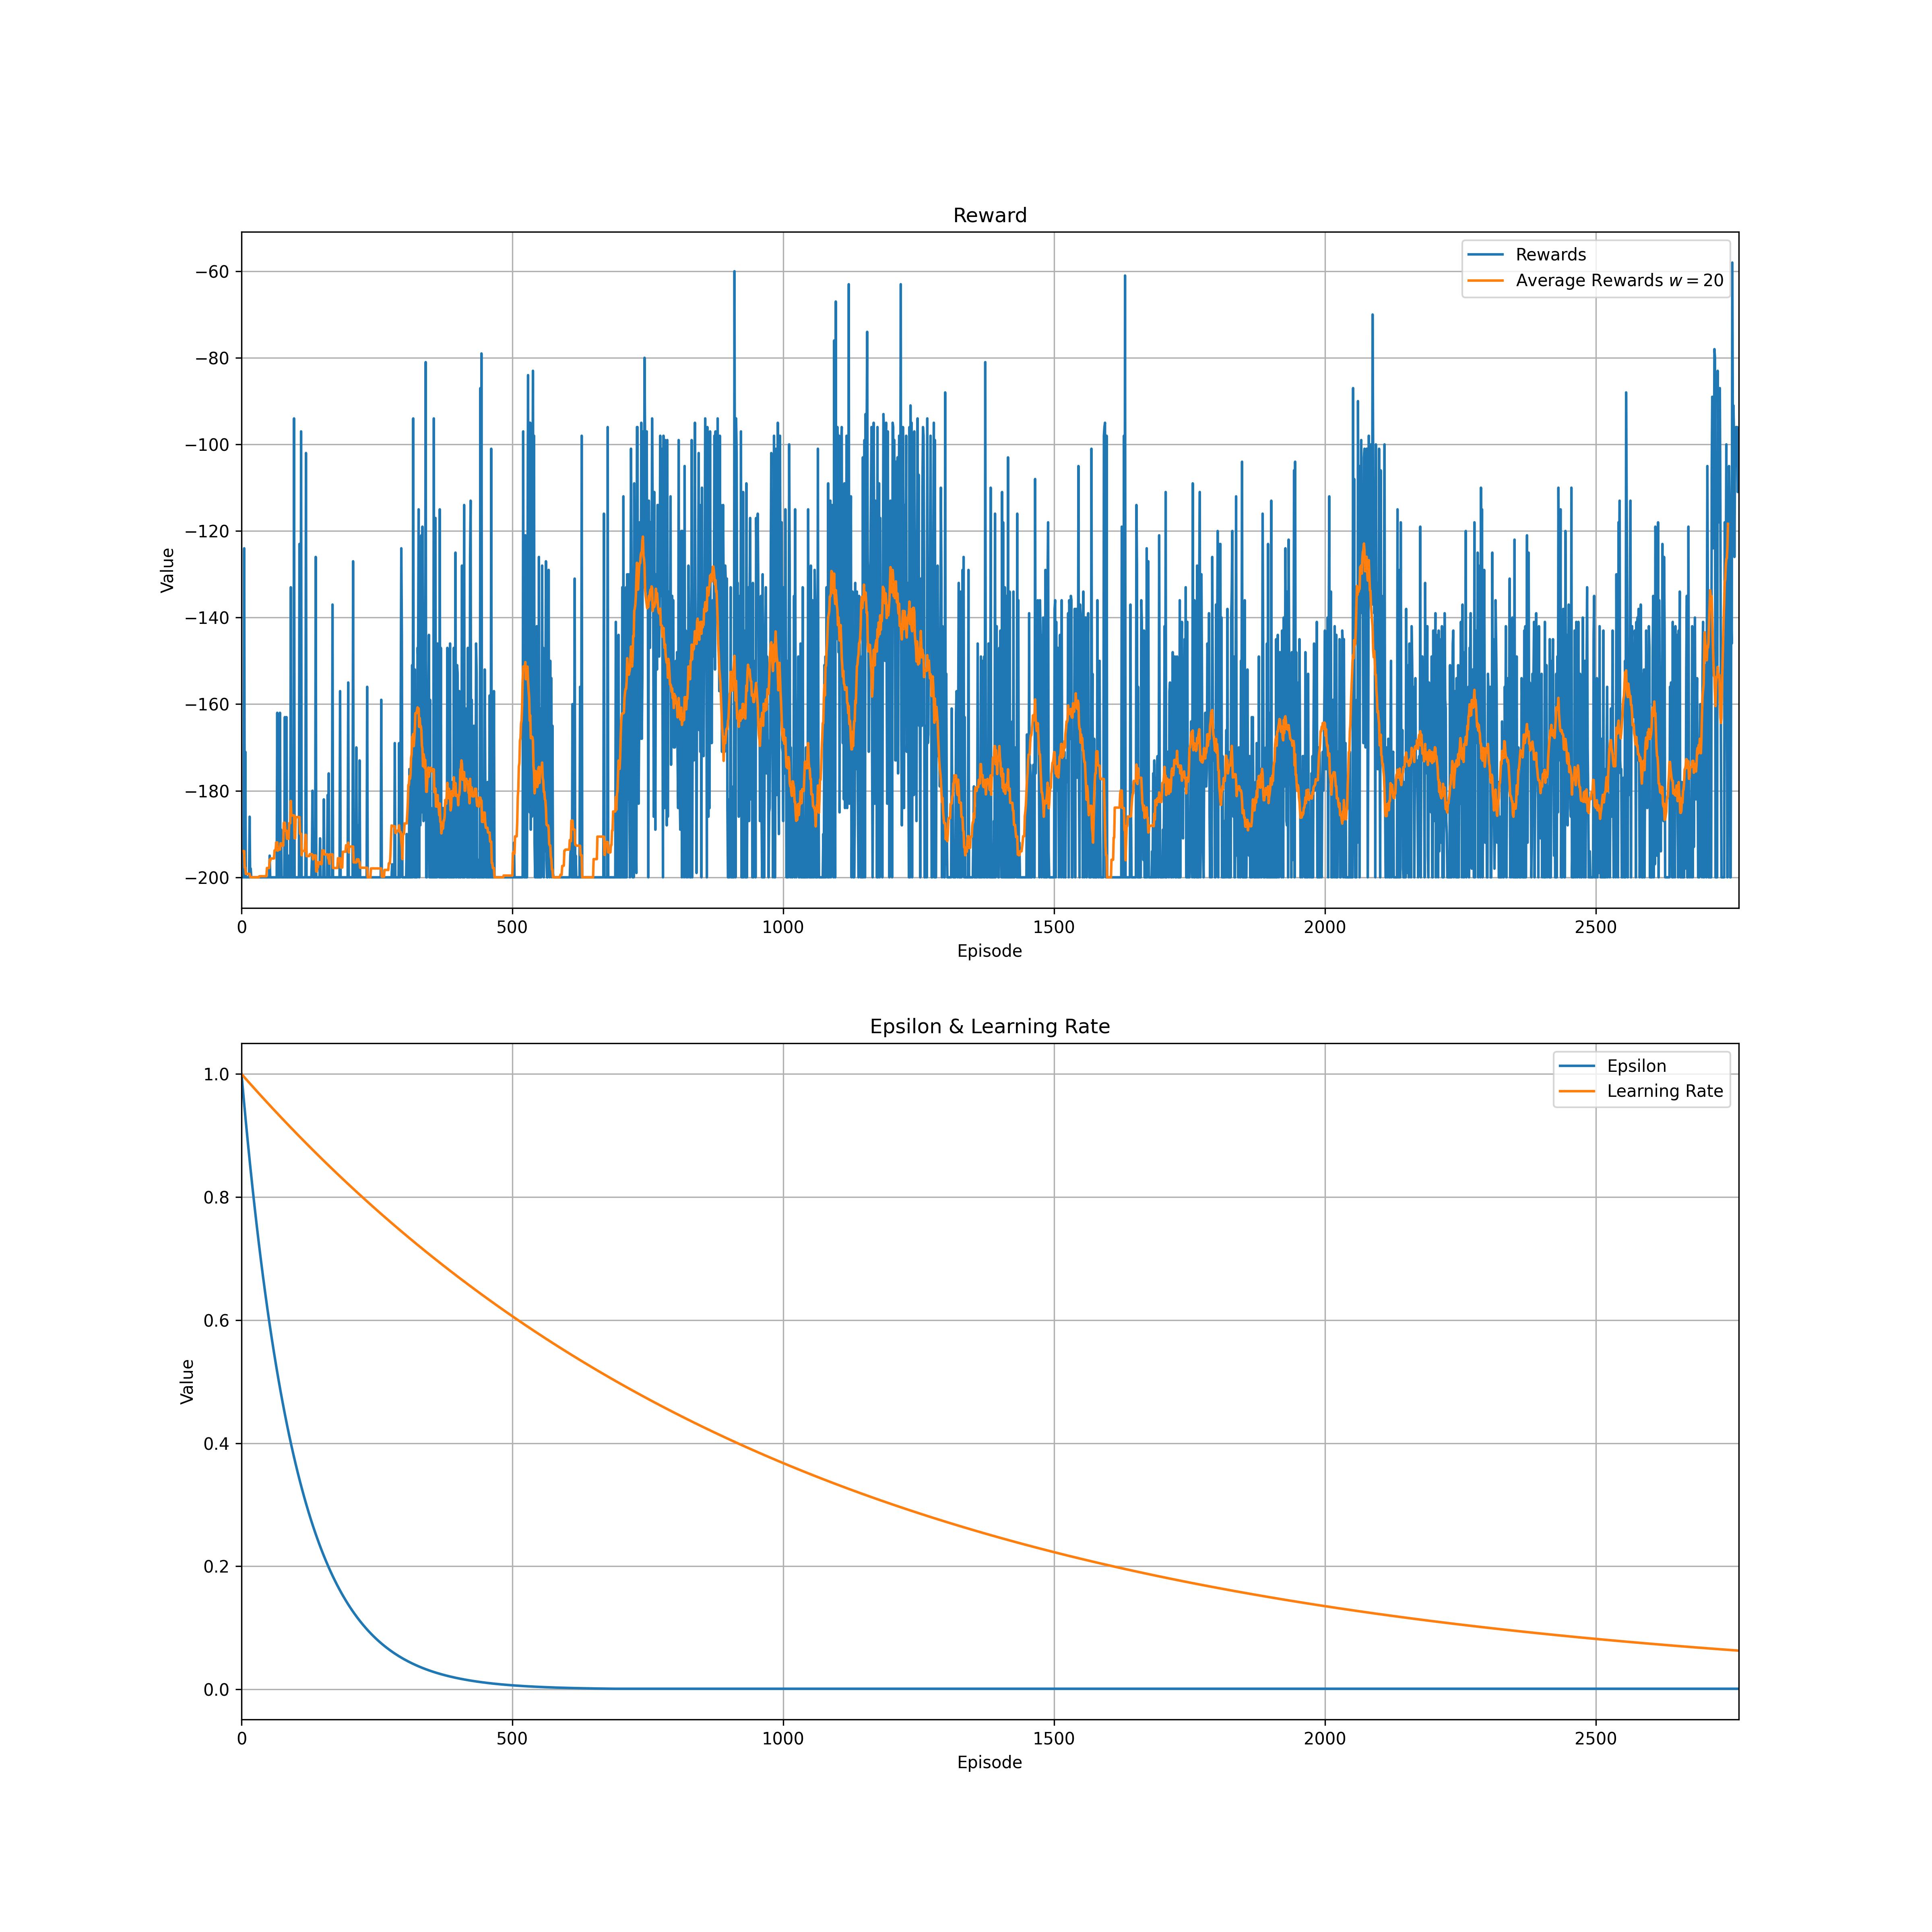 Reward
Rewards
Average Rewards w = 20
−60
−80
−100
−120
−140
−160
−180
−200
Value
0 500 1000 1500 2000 2500
Episode
Epsilon & Learning Rate
Epsilon
Learning Rate
1.0
0.8
0.6
0.4
0.2
0.0
Value
0 500 1000 1500 2000 2500
Episode